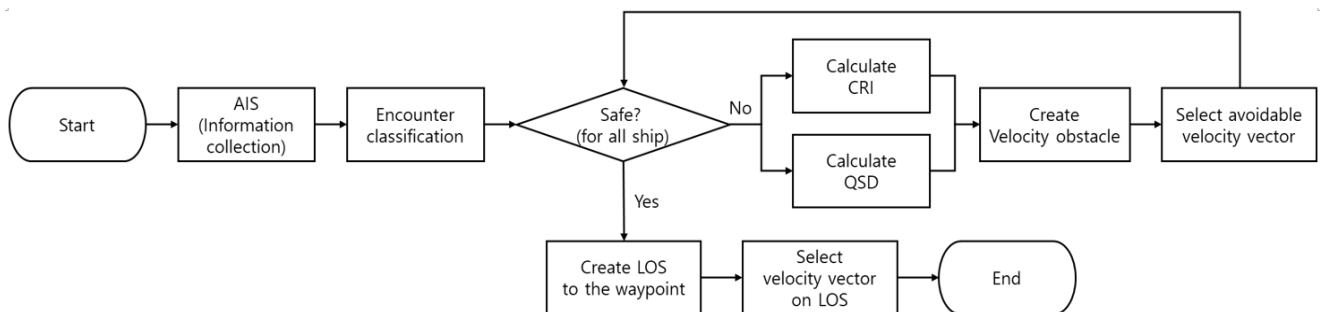 Start
AIS
(Information
collection)
Encounter
classification
Safe?
(for all ship)
No
Calculate
CRI
Calculate
QSD
Create
Velocity obstacle
Select avoidable
velocity vector
Yes
Create LOS
to the waypoint
Select
velocity vector
on LOS
End